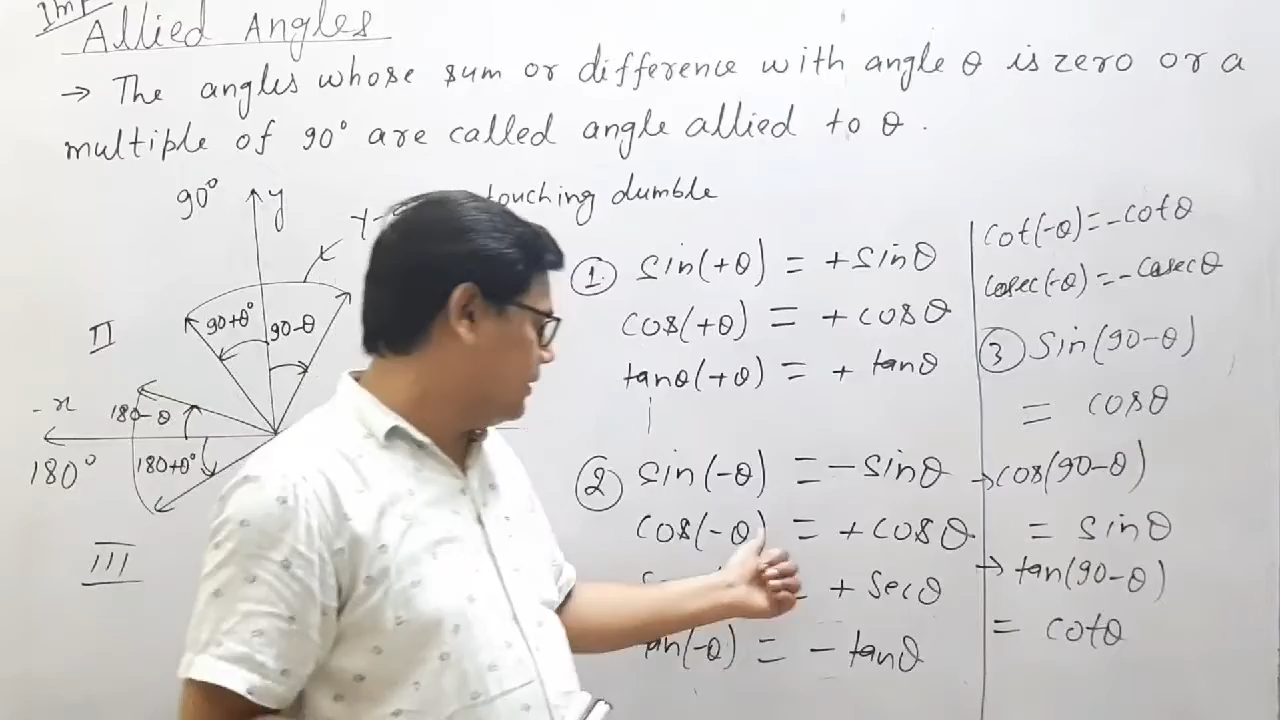 Imp
Allied Angles
→ The angles whose sum or difference with angle θ is zero or a
multiple of 90° are called angle allied to θ.
90°
y
touching dumble
II
90+θ°
90-θ
-x
180-θ
180°
180+θ°
III
① sin(+θ) = +sinθ
cos(+θ) = +cosθ
tanθ(+θ) = + tanθ
② sin(-θ) = -sinθ
cos(-θ) = +cosθ
= + secθ
tan(-θ) = - tanθ
cot(-θ)=-cotθ
cosec(-θ)=-cosecθ
③ Sin(90-θ)
= cosθ
→cos(90-θ)
= sinθ
→ tan(90-θ)
= cotθ